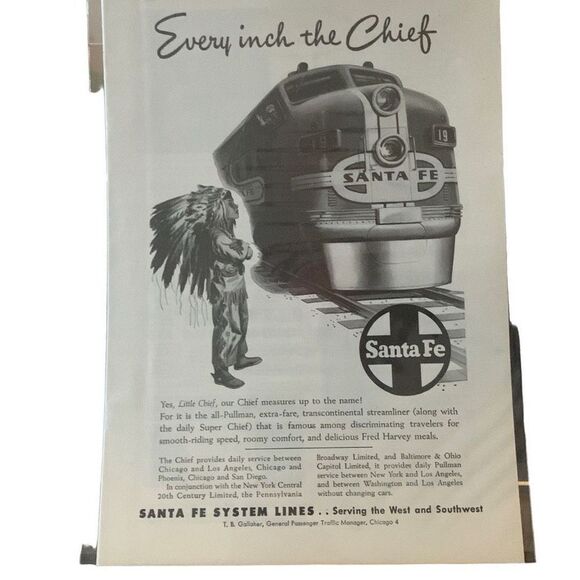 Every inch the Chief
19
SANTA FE
Santa Fe
Yes, Little Chief, our Chief measures up to the name!
For it is the all-Pullman, extra-fare, transcontinental streamliner (along with
the daily Super Chief) that is famous among discriminating travelers for
smooth-riding speed, roomy comfort, and delicious Fred Harvey meals.
The Chief provides daily service between
Chicago and Los Angeles, Chicago and
Phoenix, Chicago and San Diego.
In conjunction with the New York Central
20th Century Limited, the Pennsylvania
Broadway Limited, and Baltimore & Ohio
Capitol Limited, it provides daily Pullman
service between New York and Los Angeles,
and between Washington and Los Angeles
without changing cars.
SANTA FE SYSTEM LINES . . Serving the West and Southwest
T. B. Gallaher, General Passenger Traffic Manager, Chicago 4